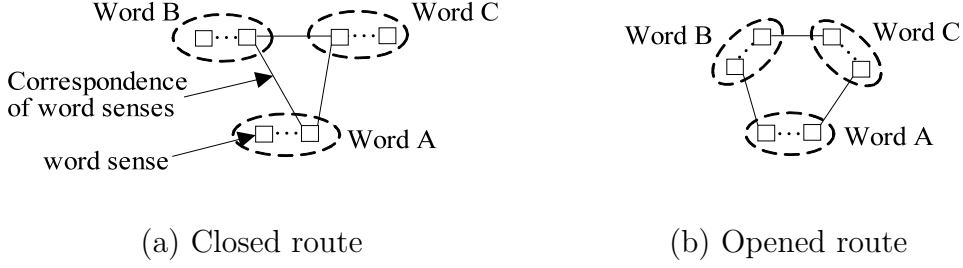 Word B
Word C
Correspondence
of word senses
Word A
word sense
(a) Closed route
Word B
Word C
Word A
(b) Opened route